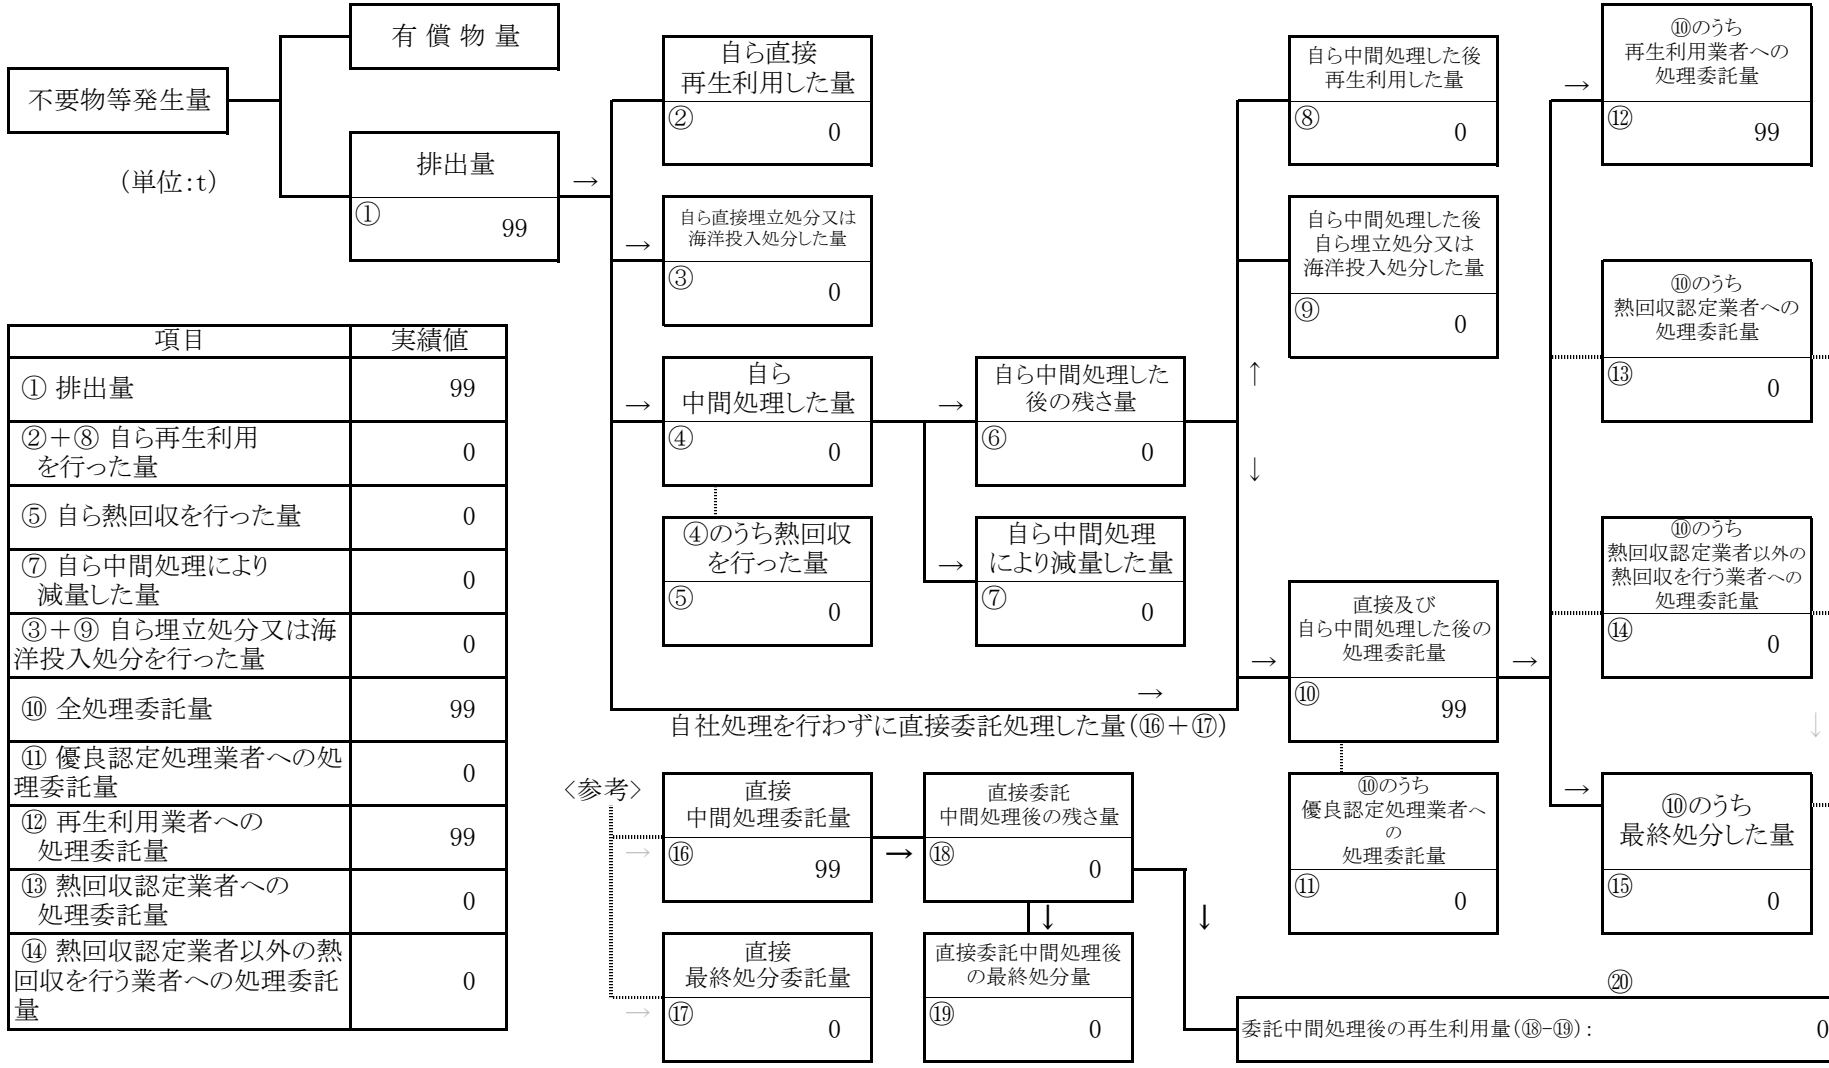 有 償 物 量
不要物等発生量
(単位:t)
排出量
①
99
→
自ら直接
再生利用した量
②
0
→
自ら直接埋立処分又は
海洋投入処分した量
③
0
→
自ら
中間処理した量
④
0
④のうち熱回収
を行った量
⑤
0
→
自ら中間処理した
後の残さ量
⑥
0
→
自ら中間処理
により減量した量
⑦
0
自ら中間処理した後
再生利用した量
⑧
0
自ら中間処理した後
自ら埋立処分又は
海洋投入処分した量
⑨
0
↑
↓
→
自社処理を行わずに直接委託処理した量(⑯+⑰)
→
直接及び
自ら中間処理した後の
処理委託量
⑩
99
→
⑩のうち
優良認定処理業者へ
の
処理委託量
⑪
0
→
⑩のうち
再生利用業者への
処理委託量
⑫
99
⑩のうち
熱回収認定業者への
処理委託量
⑬
0
⑩のうち
熱回収認定業者以外の
熱回収を行う業者への
処理委託量
⑭
0
↓
→
⑩のうち
最終処分した量
⑮
0
項目 実績値
① 排出量 99
②+⑧ 自ら再生利用
を行った量 0
⑤ 自ら熱回収を行った量 0
⑦ 自ら中間処理により
減量した量 0
③+⑨ 自ら埋立処分又は海
洋投入処分を行った量 0
⑩ 全処理委託量 99
⑪ 優良認定処理業者への処
理委託量 0
⑫ 再生利用業者への
処理委託量 99
⑬ 熱回収認定業者への
処理委託量 0
⑭ 熱回収認定業者以外の熱
回収を行う業者への処理委託
量 0
<参考>
→
直接
中間処理委託量
⑯
99
→
直接委託
中間処理後の残さ量
⑱
0
↓
↓
→
直接
最終処分委託量
⑰
0
直接委託中間処理後
の最終処分量
⑲
0
⑳
委託中間処理後の再生利用量(⑱-⑲): 0